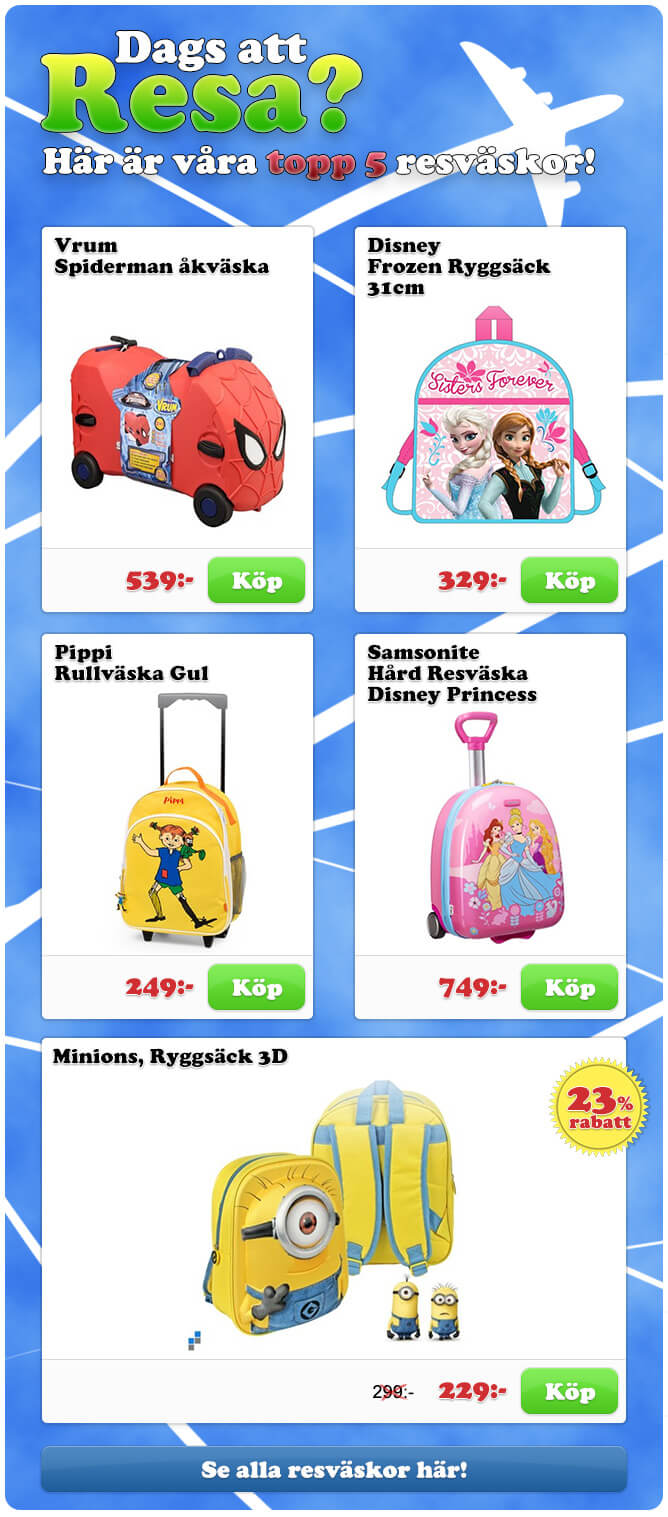 Dags att
Resa?
Här är våra topp 5 resväskor!
Vrum
Spiderman åkväska
VRUM
539:-
Köp
Disney
Frozen Ryggsäck
31cm
Sisters Forever
329:-
Köp
Pippi
Rullväska Gul
Pippi
249:-
Köp
Samsonite
Hård Resväska
Disney Princess
749:-
Köp
Minions, Ryggsäck 3D
23%
rabatt
299:-
229:-
Köp
Se alla resväskor här!